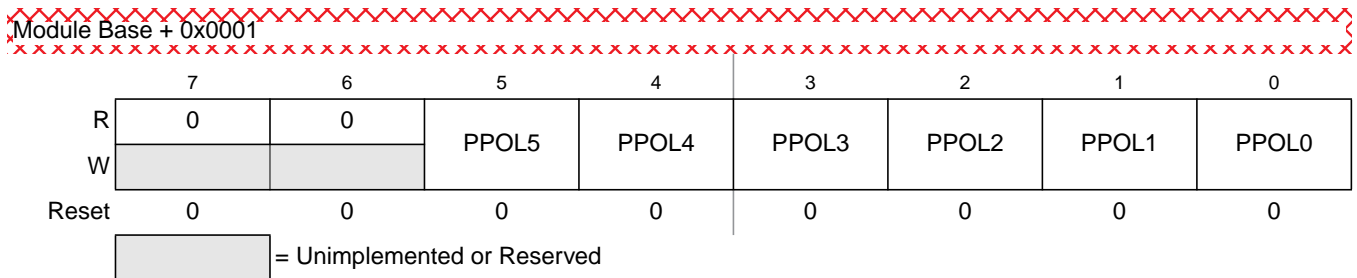 Module Base + 0x0001
7 6 5 4 3 2 1 0
R 0 0 PPOL5 PPOL4 PPOL3 PPOL2 PPOL1 PPOL0
W
Reset 0 0 0 0 0 0 0 0
= Unimplemented or Reserved